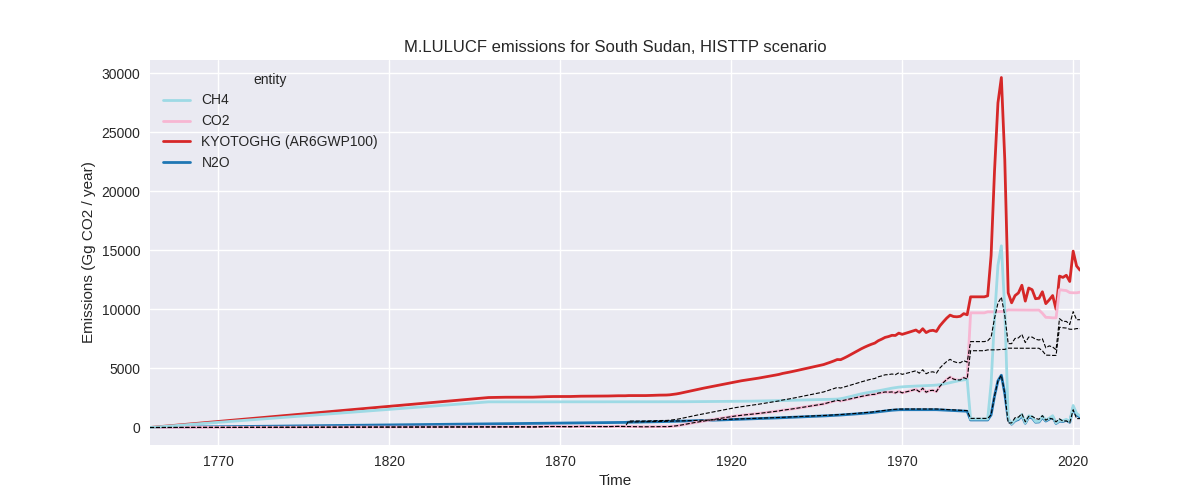 M.LULUCF emissions for South Sudan, HISTTP scenario
30000
25000
20000
15000
10000
5000
0
Emissions (Gg CO2 / year)
entity
CH4
CO2
KYOTOGHG (AR6GWP100)
N2O
1770
1820
1870
1920
1970
2020
Time